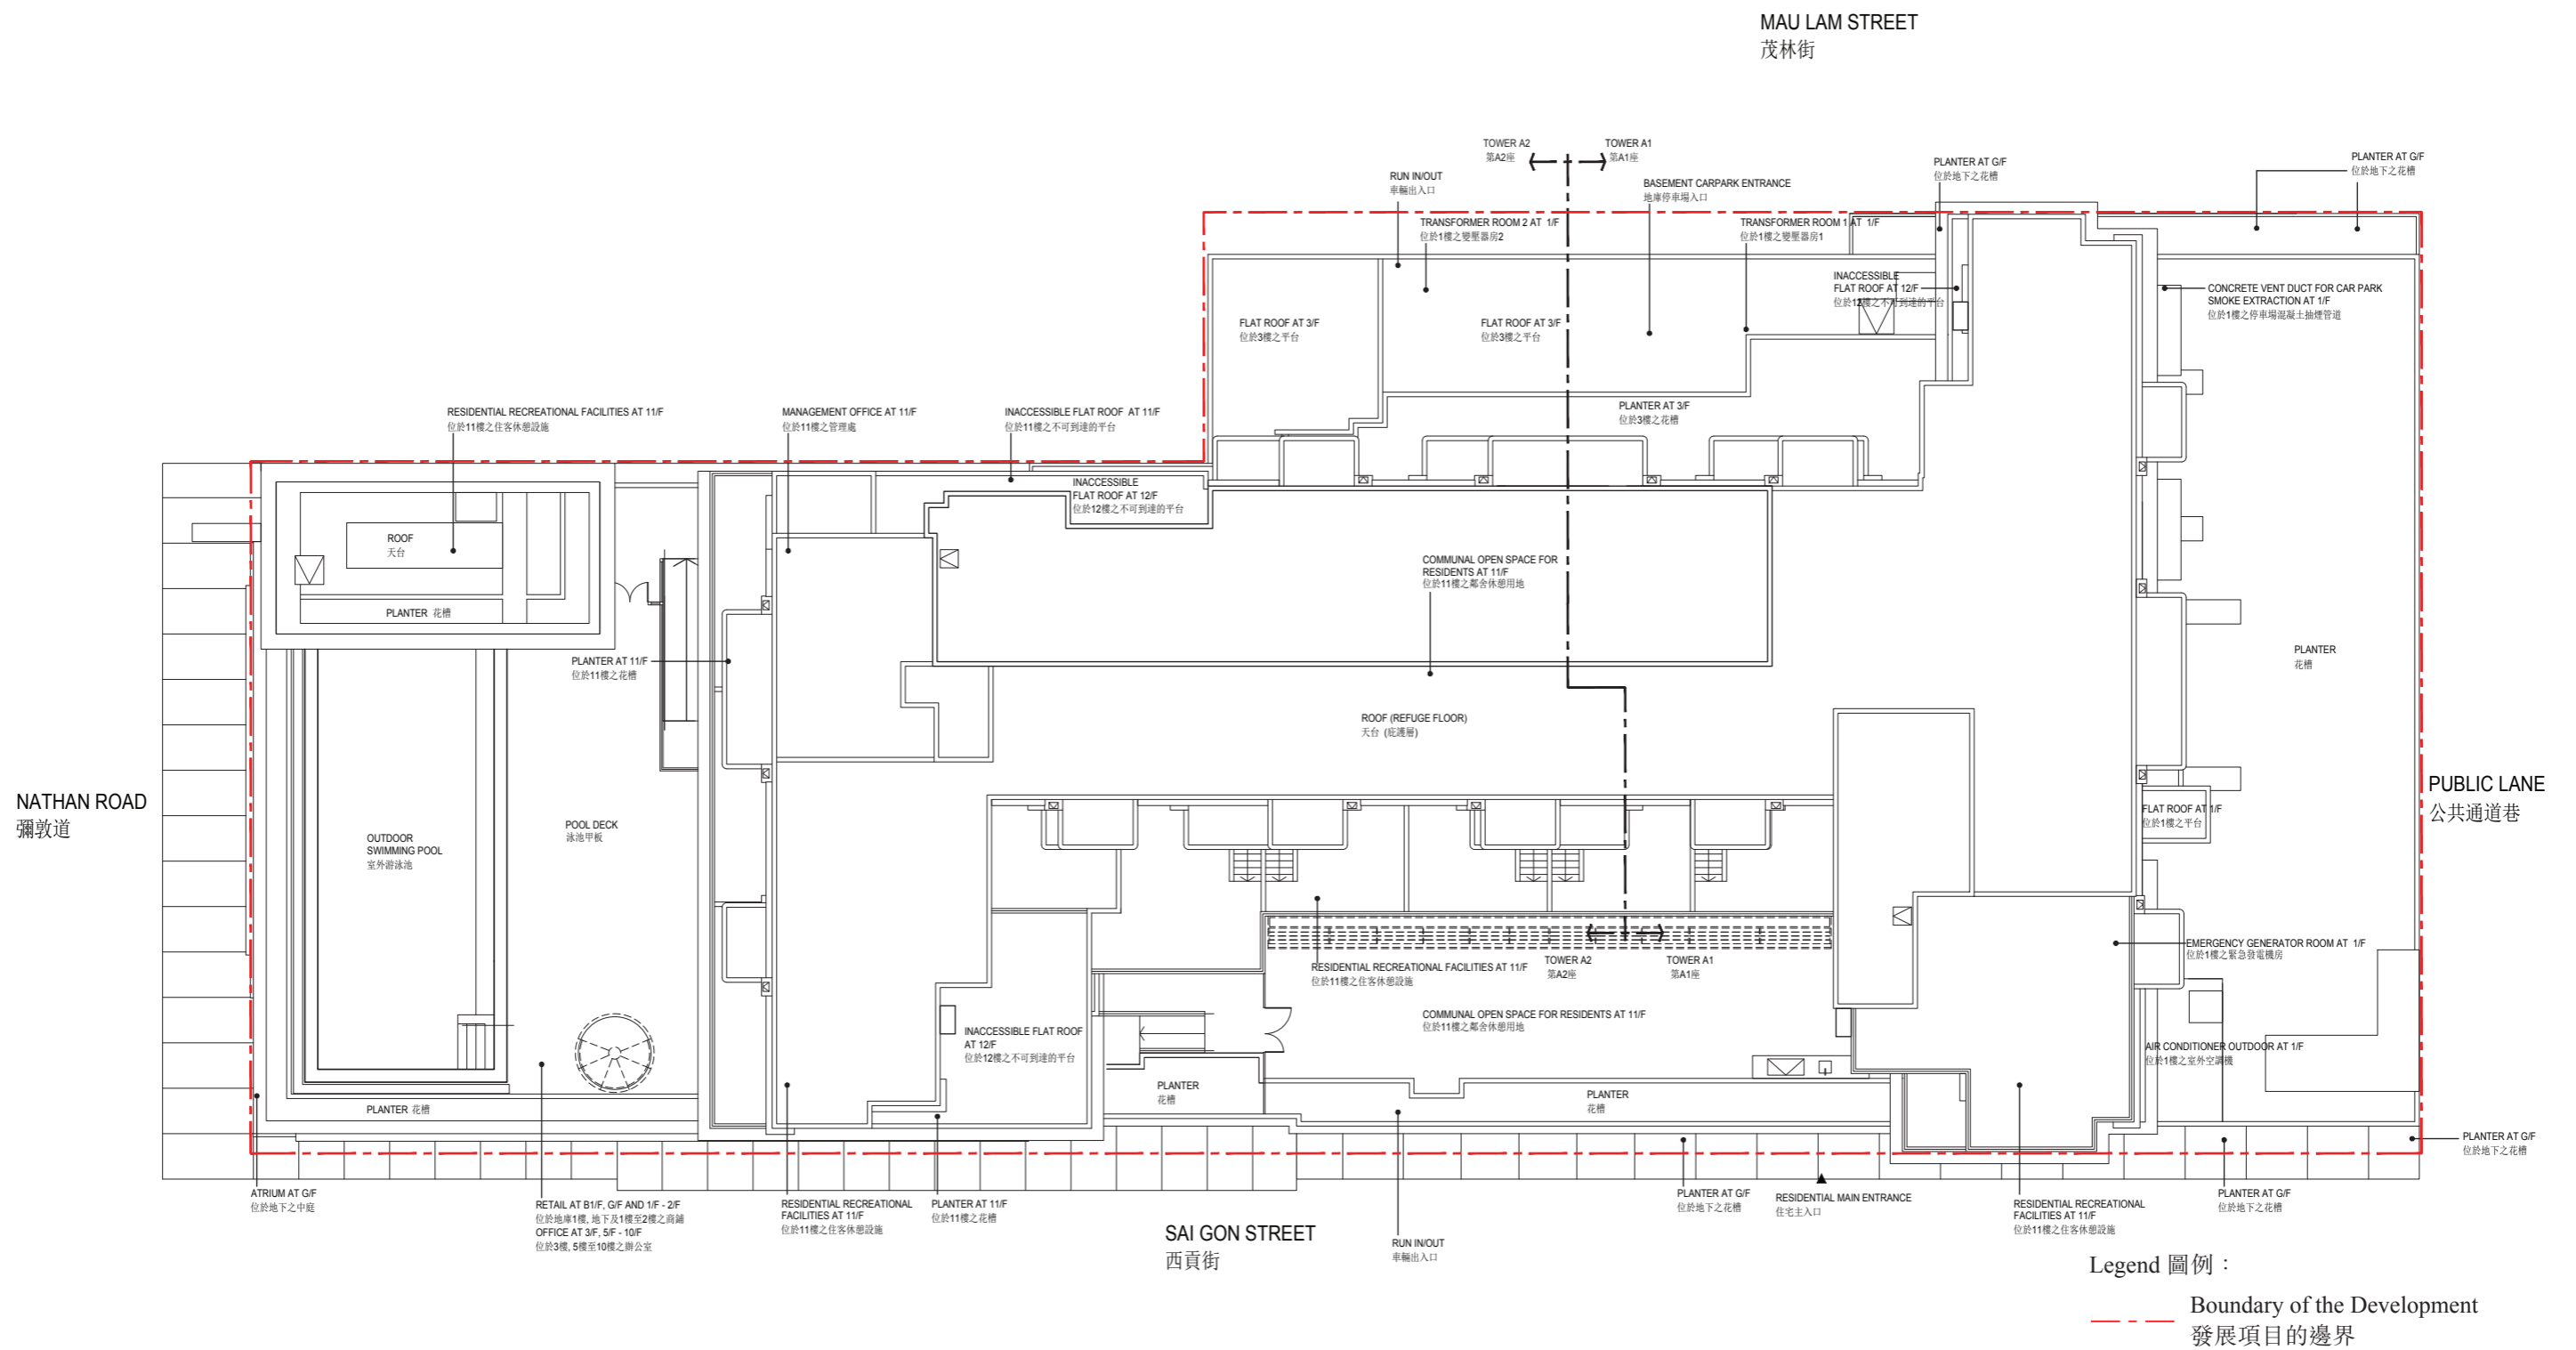 MAU LAM STREET
茂林街
TOWER A2
第A2座
TOWER A1
第A1座
RUN IN/OUT
車輛出入口
BASEMENT CARPARK ENTRANCE
地庫停車場入口
PLANTER AT G/F
位於地下之花槽
PLANTER AT G/F
位於地下之花槽
TRANSFORMER ROOM 2 AT 1/F
位於1樓之變壓器房2
TRANSFORMER ROOM 1 AT 1/F
位於1樓之變壓器房1
INACCESSIBLE
FLAT ROOF AT 12/F
位於12樓之不可到達的平台
CONCRETE VENT DUCT FOR CAR PARK
SMOKE EXTRACTION AT 1/F
位於1樓之停車場混凝土抽煙管道
FLAT ROOF AT 3/F
位於3樓之平台
FLAT ROOF AT 3/F
位於3樓之平台
PLANTER AT 3/F
位於3樓之花槽
RESIDENTIAL RECREATIONAL FACILITIES AT 11/F
位於11樓之住客休憩設施
MANAGEMENT OFFICE AT 11/F
位於11樓之管理處
INACCESSIBLE FLAT ROOF AT 11/F
位於11樓之不可到達的平台
INACCESSIBLE
FLAT ROOF AT 12/F
位於12樓之不可到達的平台
ROOF
天台
PLANTER 花槽
COMMUNAL OPEN SPACE FOR
RESIDENTS AT 11/F
位於11樓之鄰舍休憩用地
PLANTER AT 11/F
位於11樓之花槽
PLANTER
花槽
ROOF (REFUGE FLOOR)
天台 (庇護層)
NATHAN ROAD
彌敦道
PUBLIC LANE
公共通道巷
OUTDOOR
SWIMMING POOL
室外游泳池
POOL DECK
泳池甲板
FLAT ROOF AT 1/F
位於1樓之平台
EMERGENCY GENERATOR ROOM AT 1/F
位於1樓之緊急發電機房
RESIDENTIAL RECREATIONAL FACILITIES AT 11/F
位於11樓之住客休憩設施
TOWER A2
第A2座
TOWER A1
第A1座
COMMUNAL OPEN SPACE FOR RESIDENTS AT 11/F
位於11樓之鄰舍休憩用地
INACCESSIBLE FLAT ROOF
AT 12/F
位於12樓之不可到達的平台
AIR CONDITIONER OUTDOOR AT 1/F
位於1樓之室外空調機
PLANTER
花槽
PLANTER
花槽
PLANTER 花槽
PLANTER AT G/F
位於地下之花槽
ATRIUM AT G/F
位於地下之中庭
RETAIL AT B1/F, G/F AND 1/F - 2/F
位於地庫1樓, 地下及1樓至2樓之商鋪
OFFICE AT 3/F, 5/F - 10/F
位於3樓, 5樓至10樓之辦公室
RESIDENTIAL RECREATIONAL
FACILITIES AT 11/F
位於11樓之住客休憩設施
PLANTER AT 11/F
位於11樓之花槽
SAI GON STREET
西貢街
RUN IN/OUT
車輛出入口
PLANTER AT G/F
位於地下之花槽
RESIDENTIAL MAIN ENTRANCE
住宅主入口
RESIDENTIAL RECREATIONAL
FACILITIES AT 11/F
位於11樓之住客休憩設施
PLANTER AT G/F
位於地下之花槽
Legend 圖例：
Boundary of the Development
發展項目的邊界